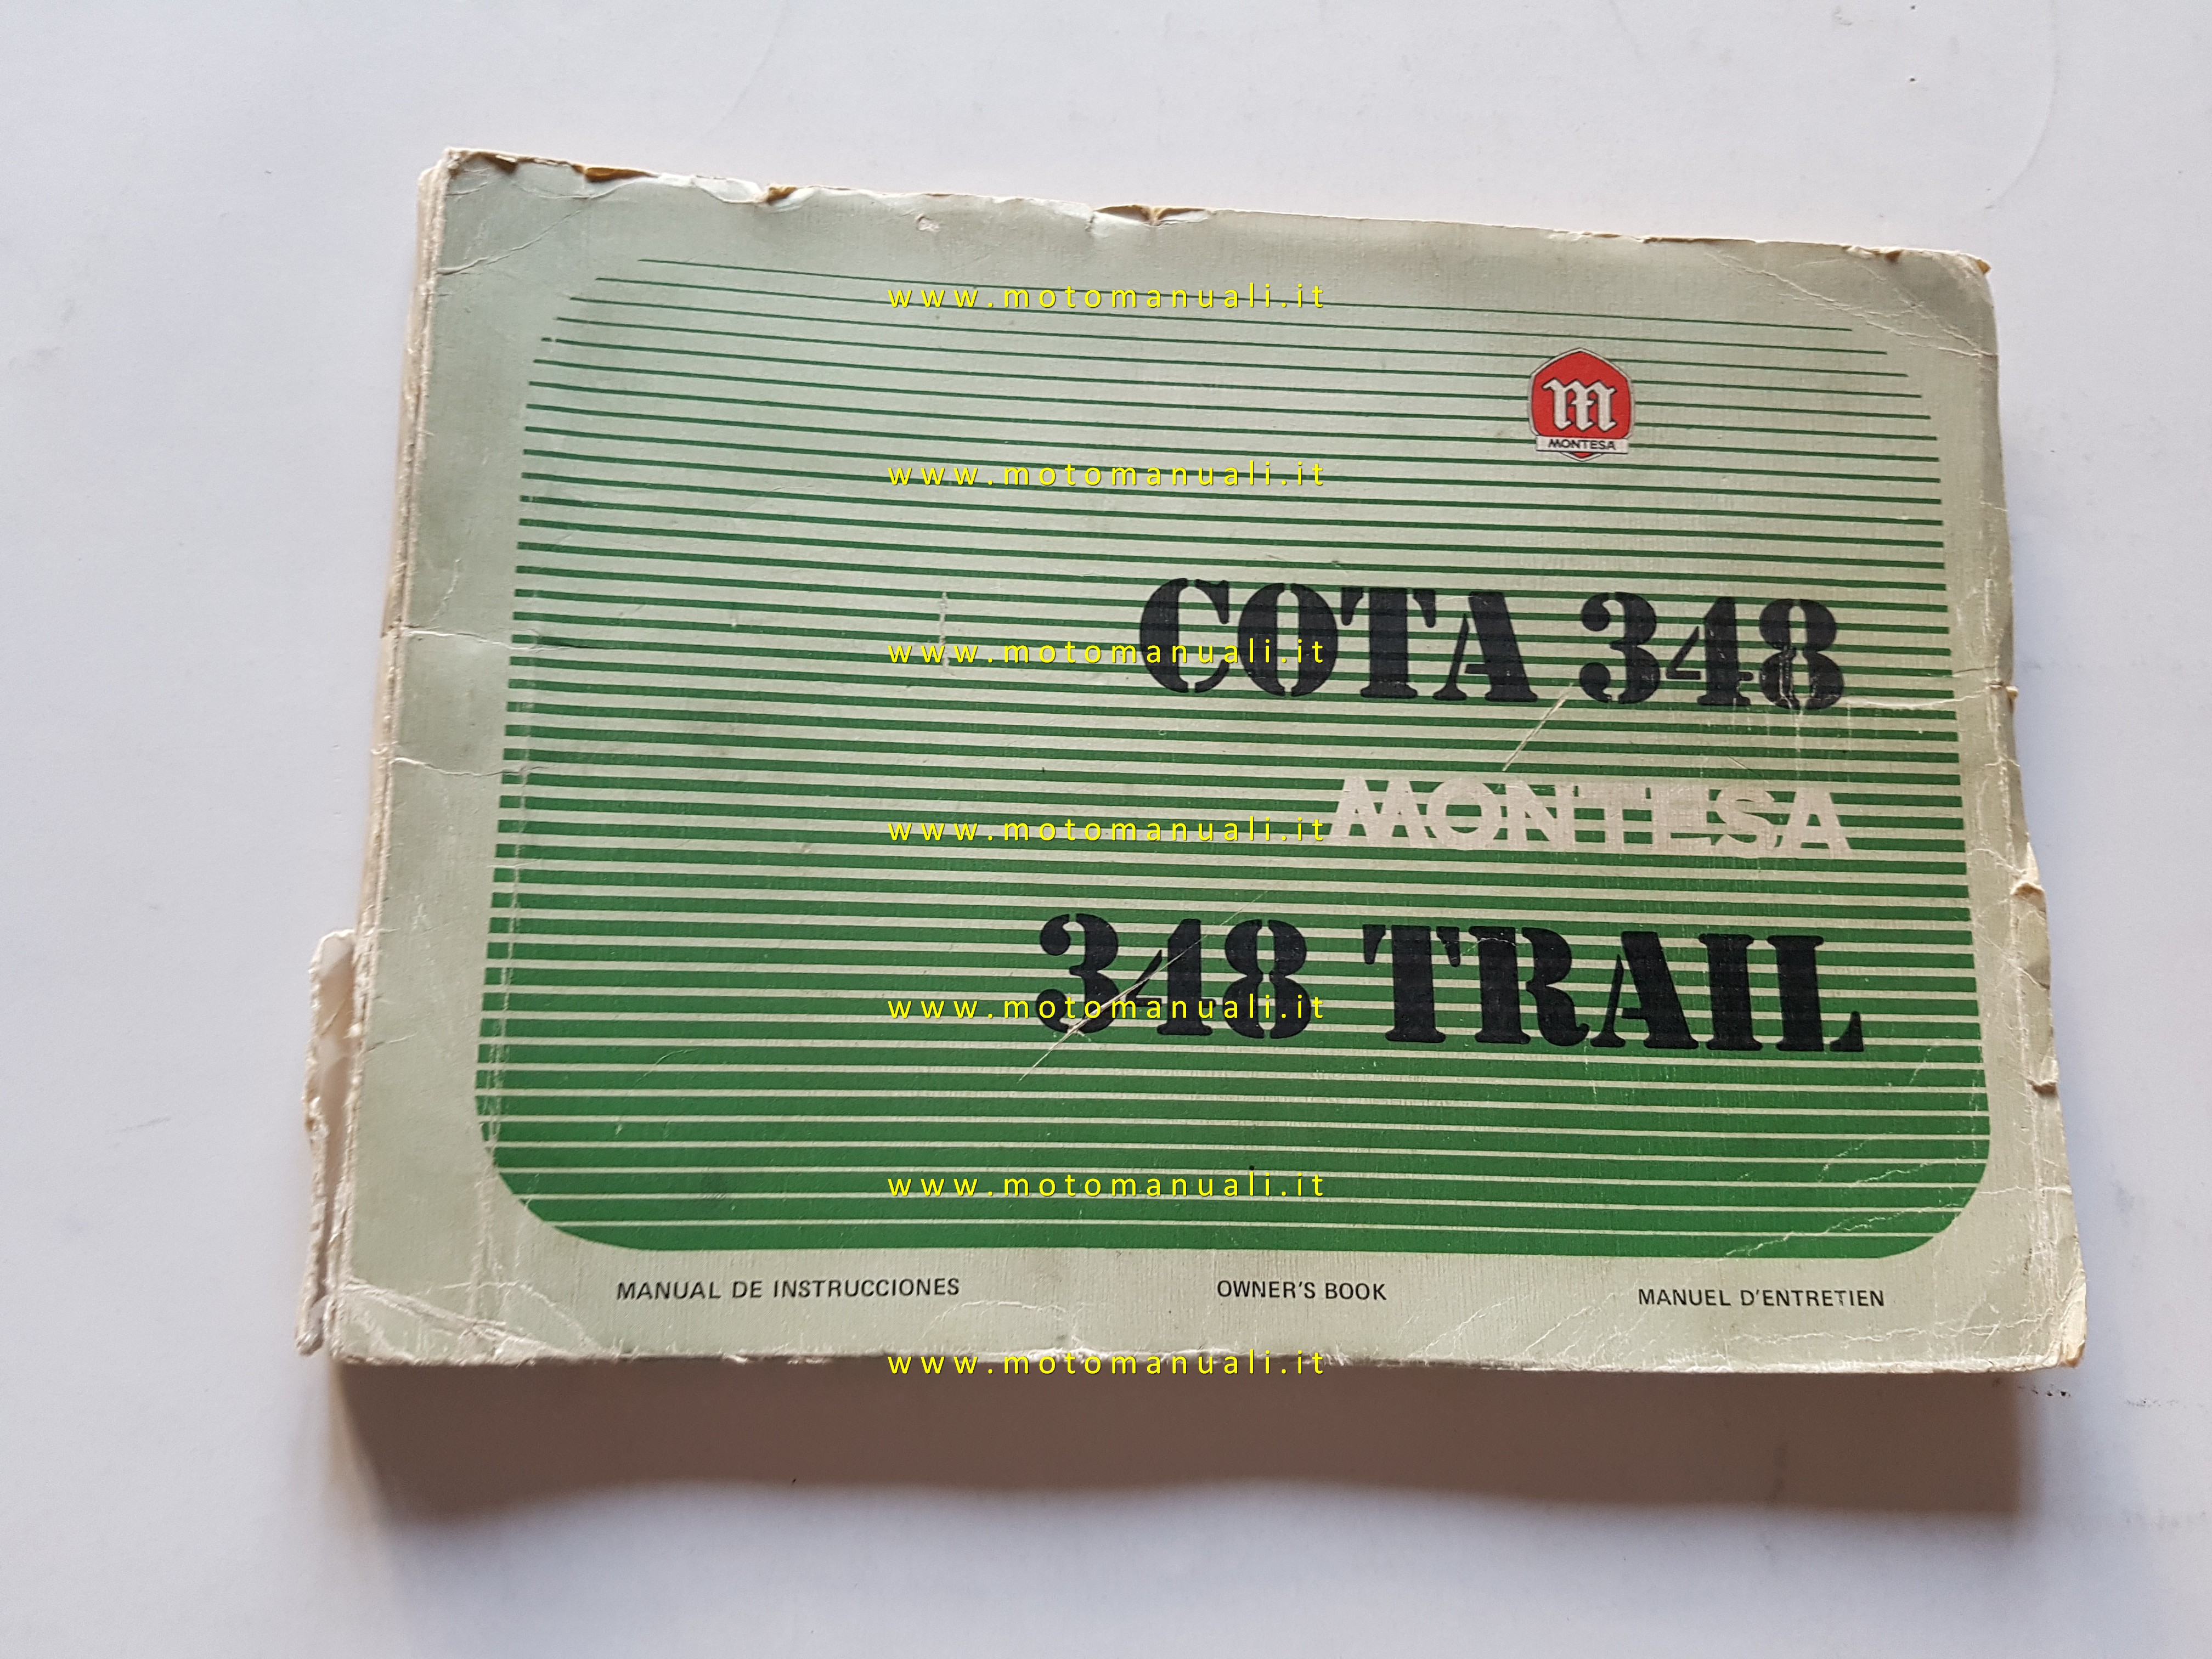 www.motomanuali.it
M
MONTESA
www.motomanuali.it
COTA 348
www.motomanuali.it
MONTESA
www.motomanuali.it
348 TRAIL
www.motomanuali.it
www.motomanuali.it
MANUAL DE INSTRUCCIONES OWNER'S BOOK MANUEL D'ENTRETIEN
www.motomanuali.it